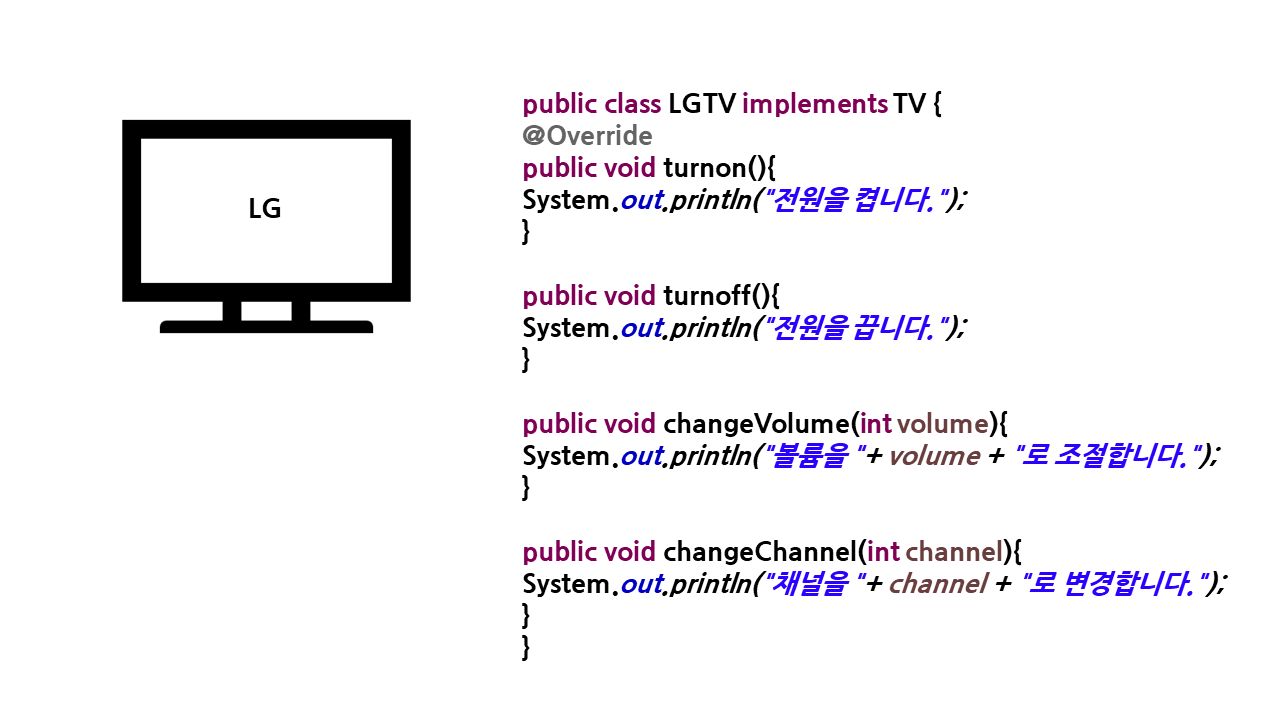 LG
public class LGTV implements TV {
@Override
public void turnon(){
System.out.println("전원을 켭니다.");
}
public void turnoff(){
System.out.println("전원을 끕니다.");
}
public void changeVolume(int volume){
System.out.println("볼륨을 "+ volume + "로 조절합니다.");
}
public void changeChannel(int channel){
System.out.println("채널을 "+ channel + "로 변경합니다.");
}
}